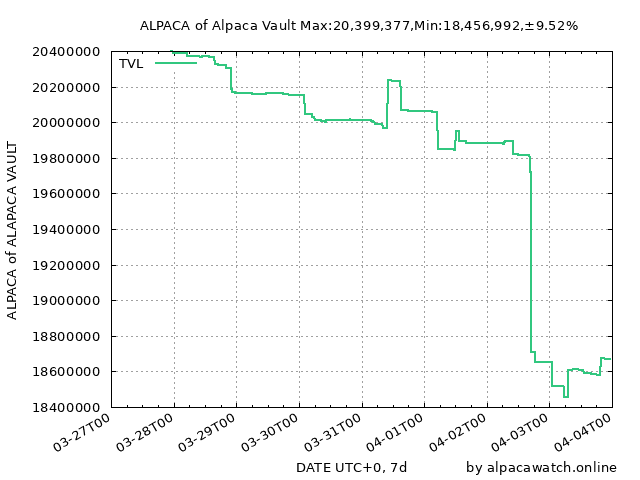 ALPACA of Alpaca Vault Max:20,399,377,Min:18,456,992,±9.52%
TVL
20400000
20200000
20000000
19800000
19600000
19400000
19200000
19000000
18800000
18600000
18400000
ALPACA of ALAPACA VAULT
03-27T00
03-28T00
03-29T00
03-30T00
03-31T00
04-01T00
04-02T00
04-03T00
04-04T00
DATE UTC+0, 7d
by alpacawatch.online